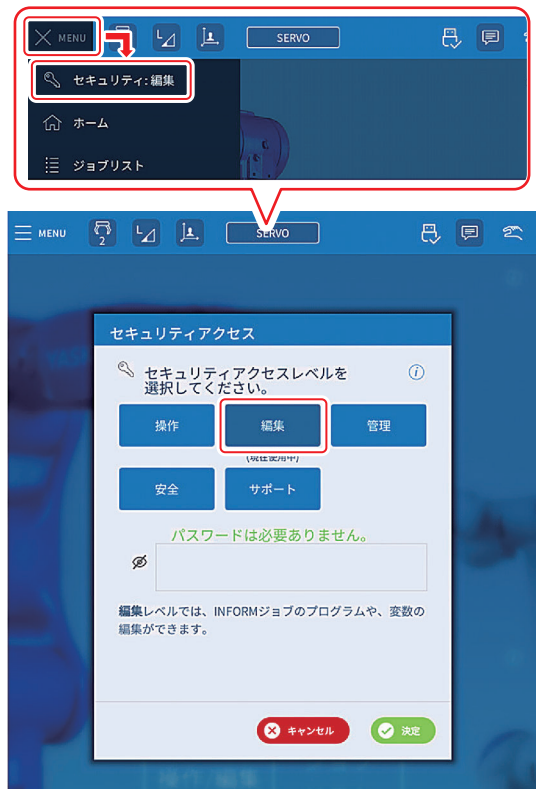 MENU
SERVO
セキュリティ:編集
ホーム
ジョブリスト
MENU
2
SERVO
セキュリティアクセス
セキュリティアクセスレベルを
選択してください。
操作 編集 管理
(現在使用中)
安全 サポート
パスワードは必要ありません。
編集レベルでは、INFORMジョブのプログラムや、変数の
編集ができます。
キャンセル 決定